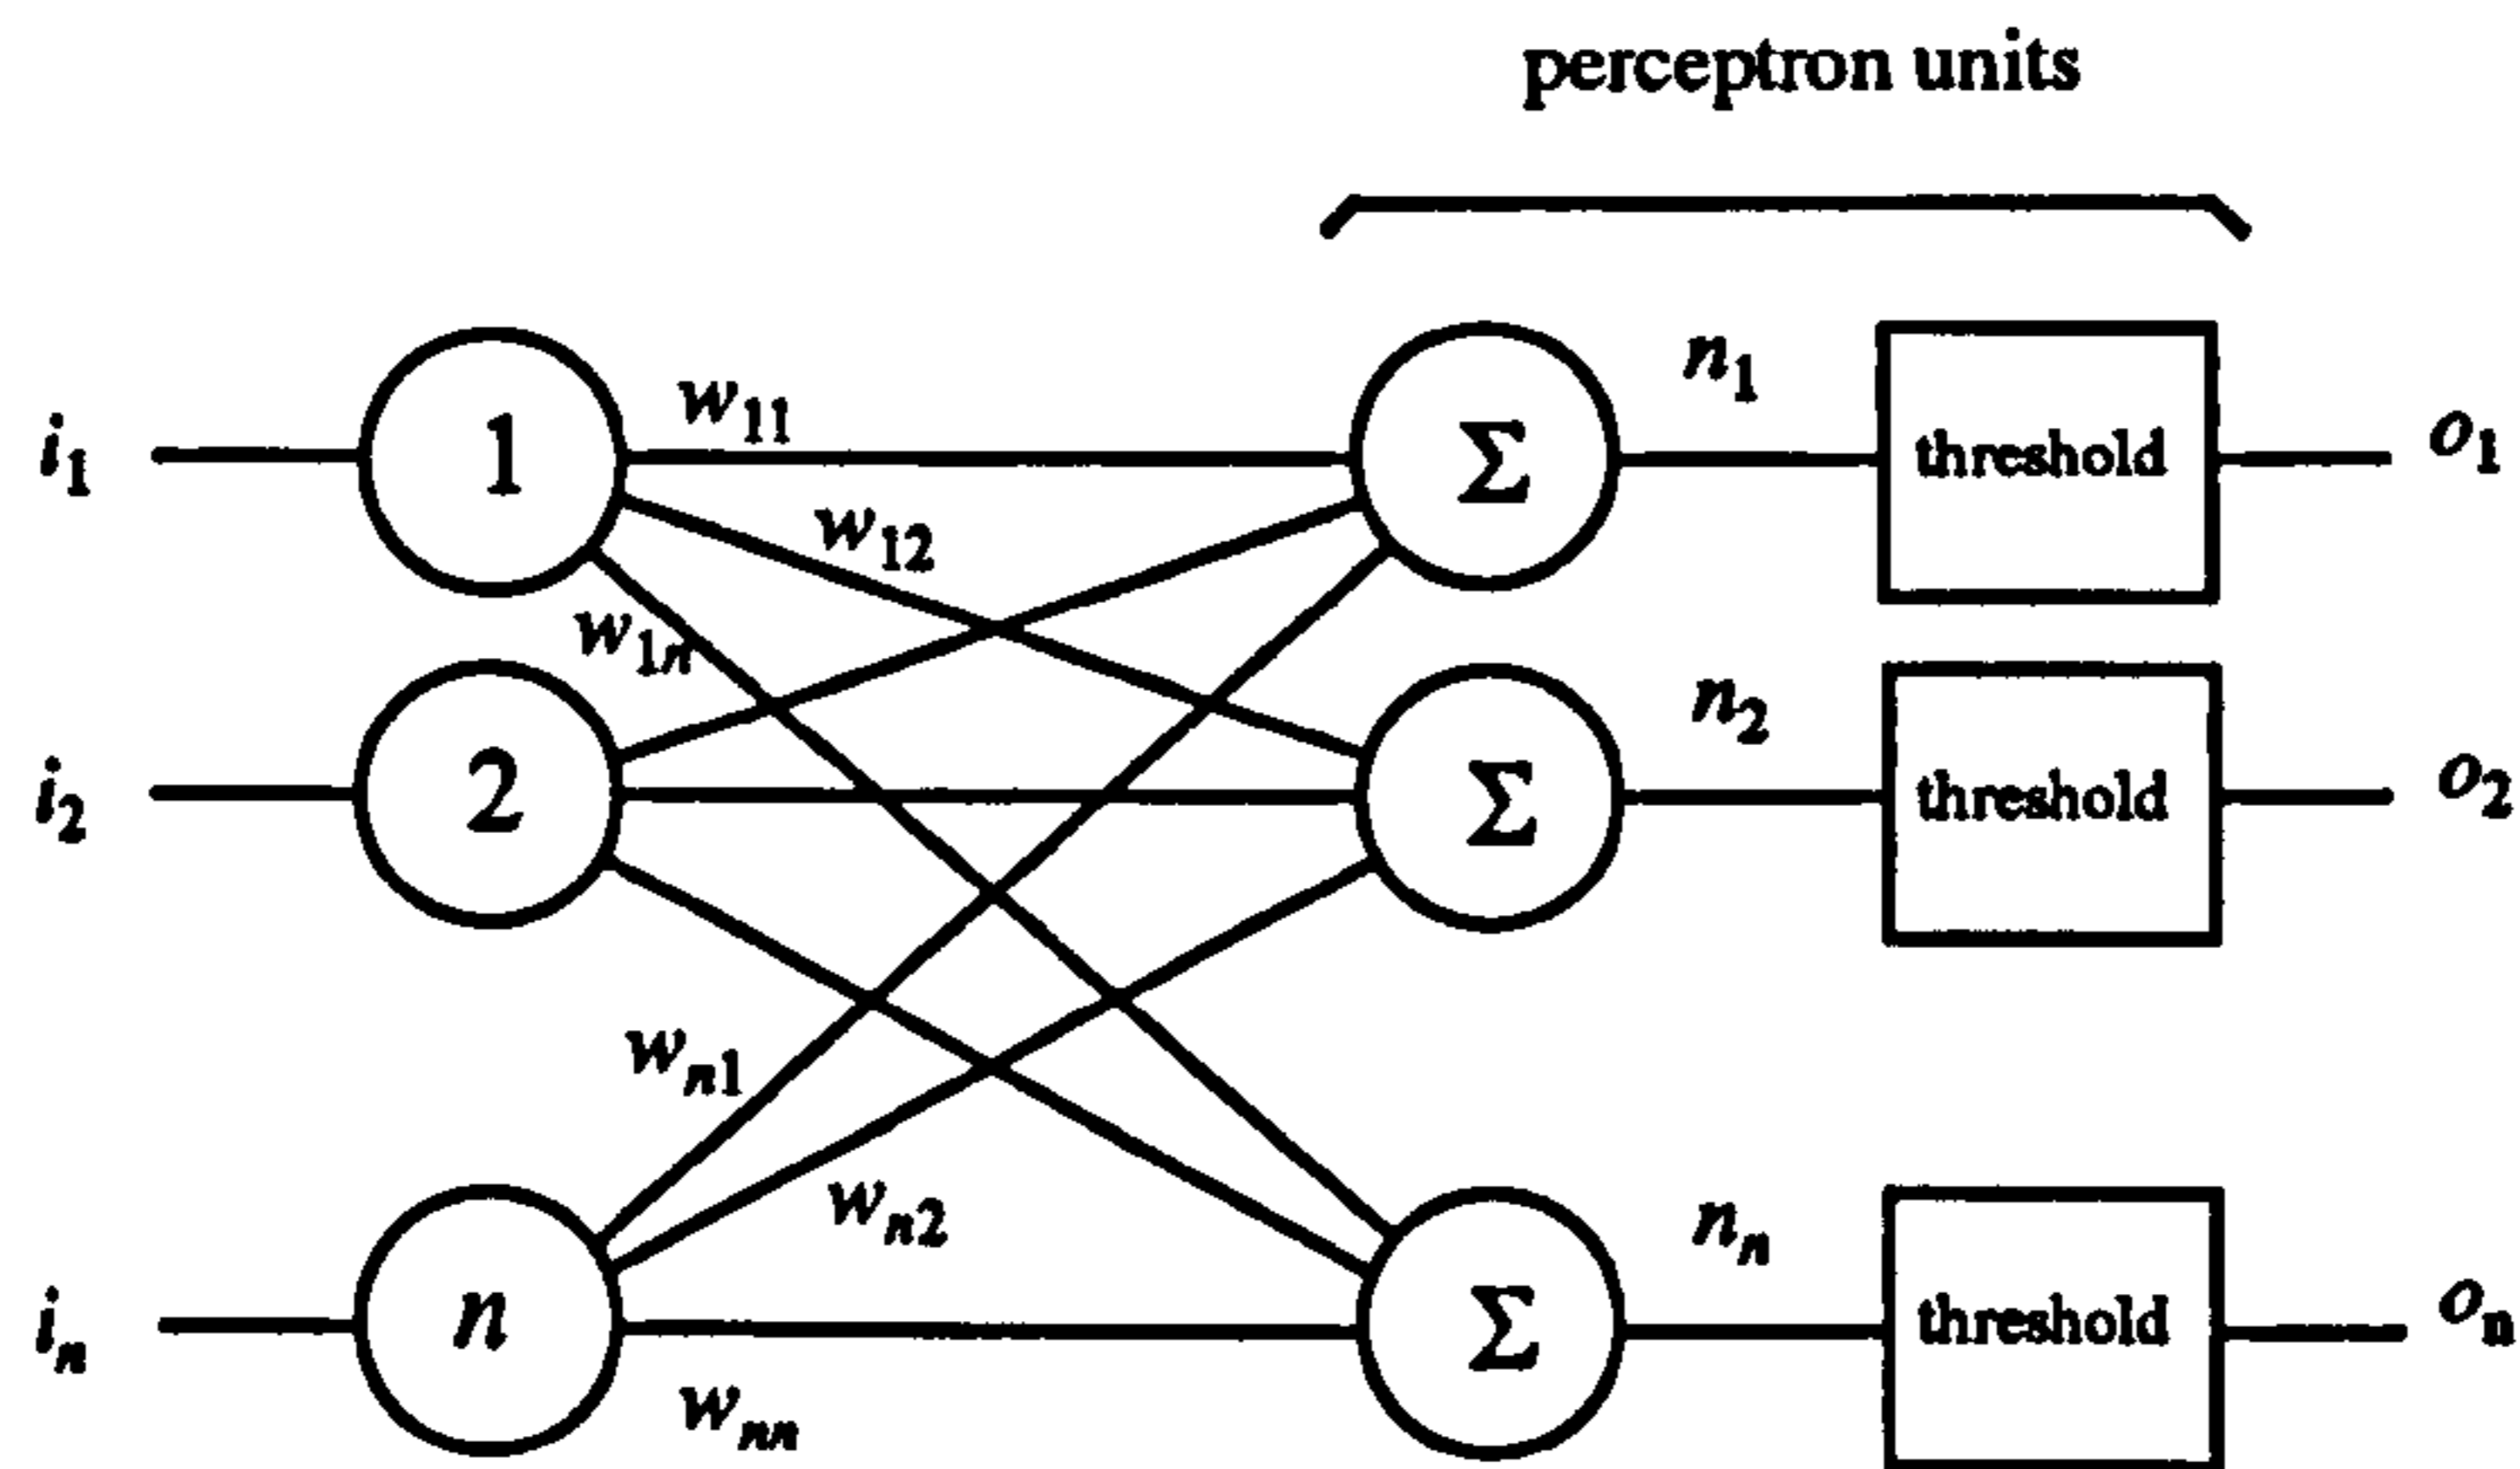 perceptron units
i₁ 1 w₁₁ Σ n₁ threshold o₁
w₁₂
w₁ₙ
i₂ 2 Σ n₂ threshold o₂
wₙ₁
wₙ₂
iₙ n Σ nₙ threshold oₙ
wₙₙ